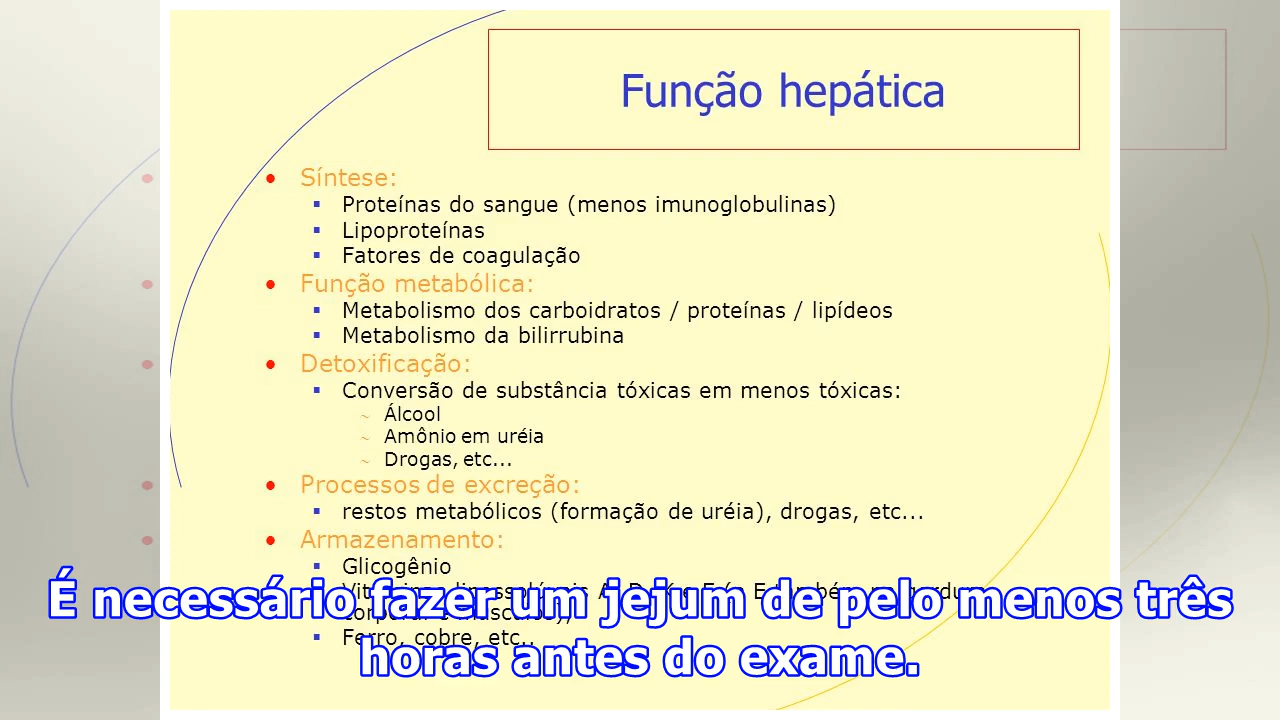 Função hepática
• Síntese:
▪ Proteínas do sangue (menos imunoglobulinas)
▪ Lipoproteínas
▪ Fatores de coagulação
• Função metabólica:
▪ Metabolismo dos carboidratos / proteínas / lipídeos
▪ Metabolismo da bilirrubina
• Detoxificação:
▪ Conversão de substância tóxicas em menos tóxicas:
~ Álcool
~ Amônio em uréia
~ Drogas, etc...
• Processos de excreção:
▪ restos metabólicos (formação de uréia), drogas, etc...
• Armazenamento:
▪ Glicogênio
▪ Ferro, cobre, etc..
É necessário fazer um jejum de pelo menos três
horas antes do exame.